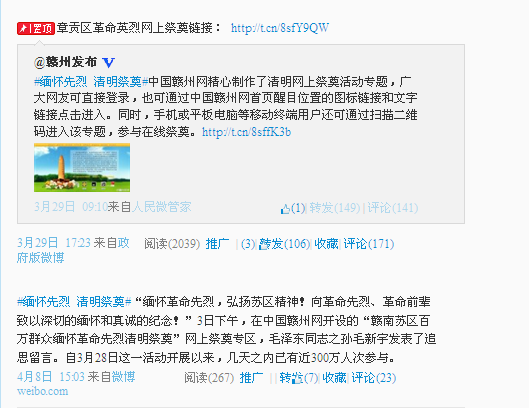 置顶 章贡区革命英烈网上祭奠链接： http://t.cn/8sfY9QW
@赣州发布
#缅怀先烈 清明祭奠#中国赣州网精心制作了清明网上祭奠活动专题，广
大网友可直接登录，也可通过中国赣州网首页醒目位置的图标链接和文字
链接点击进入。同时，手机或平板电脑等移动终端用户还可通过扫描二维
码进入该专题，参与在线祭奠。http://t.cn/8sffK3b
3月29日 09:10来自人民微管家 (1)| 转发(149) | 评论(141)
3月29日 17:23 来自政 阅读(2039) 推广 | (3)|转发(106)| 收藏| 评论(171)
府版微博
#缅怀先烈 清明祭奠#“缅怀革命先烈，弘扬苏区精神！向革命先烈、革命前辈
致以深切的缅怀和真诚的纪念！”3日下午，在中国赣州网开设的“赣南苏区百
万群众缅怀革命先烈清明祭奠”网上祭奠专区，毛泽东同志之孙毛新宇发表了追
思留言。自3月28日这一活动开展以来，几天之内已有近300万人次参与。
4月8日 15:03 来自微博 阅读(267) 推广 | | 转发(7)| 收藏| 评论(23)
weibo.com